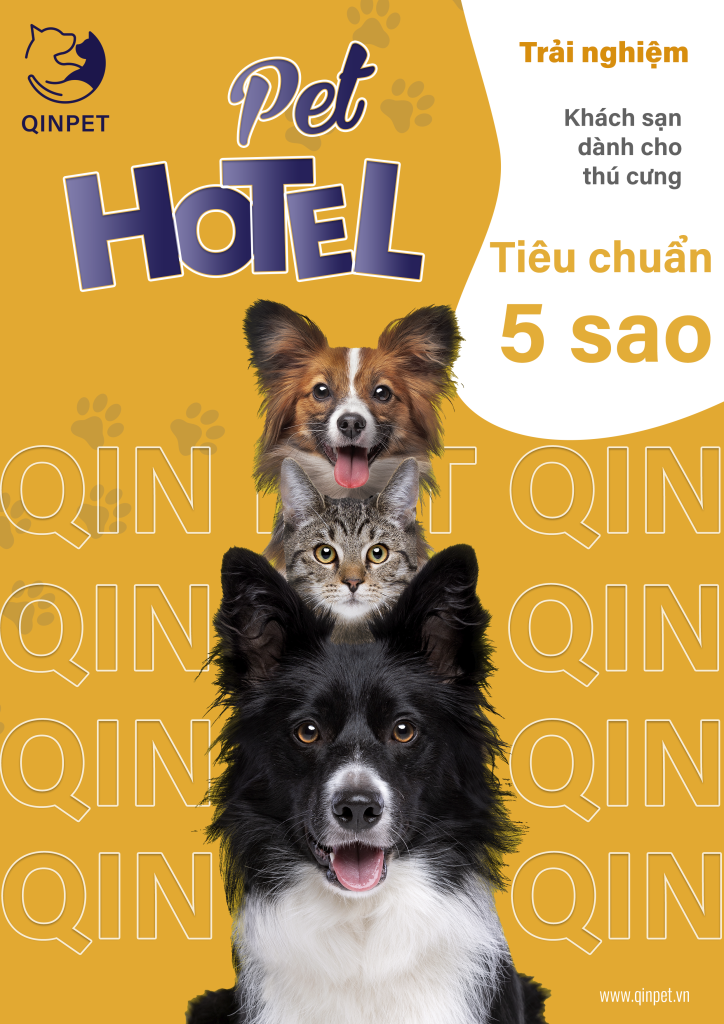 QINPET
Pet
HOTEL
Trải nghiệm
Khách sạn
dành cho
thú cưng
Tiêu chuẩn
5 sao
QIN PET QIN
QIN QIN
QIN QIN
QIN QIN
www.qinpet.vn